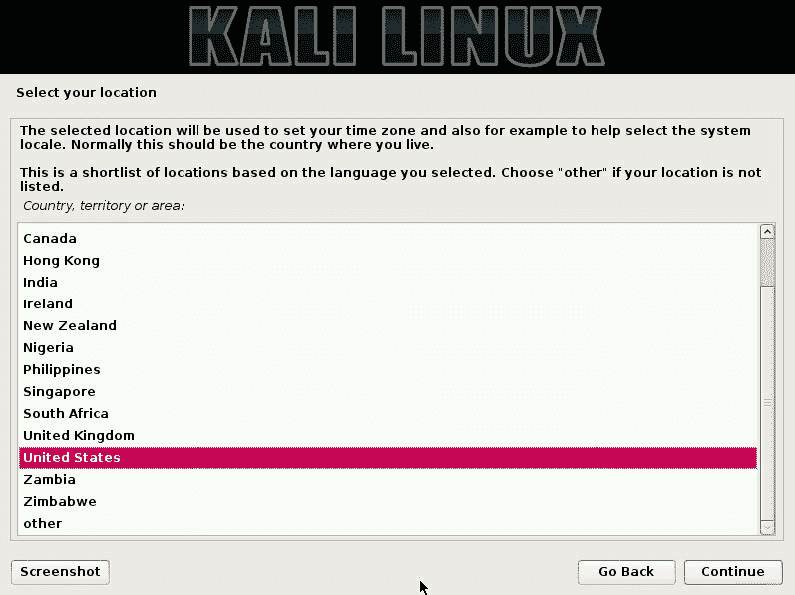 KALI LINUX
Select your location
The selected location will be used to set your time zone and also for example to help select the system
locale. Normally this should be the country where you live.
This is a shortlist of locations based on the language you selected. Choose "other" if your location is not
listed.
Country, territory or area:
Canada
Hong Kong
India
Ireland
New Zealand
Nigeria
Philippines
Singapore
South Africa
United Kingdom
United States
Zambia
Zimbabwe
other
Screenshot Go Back Continue